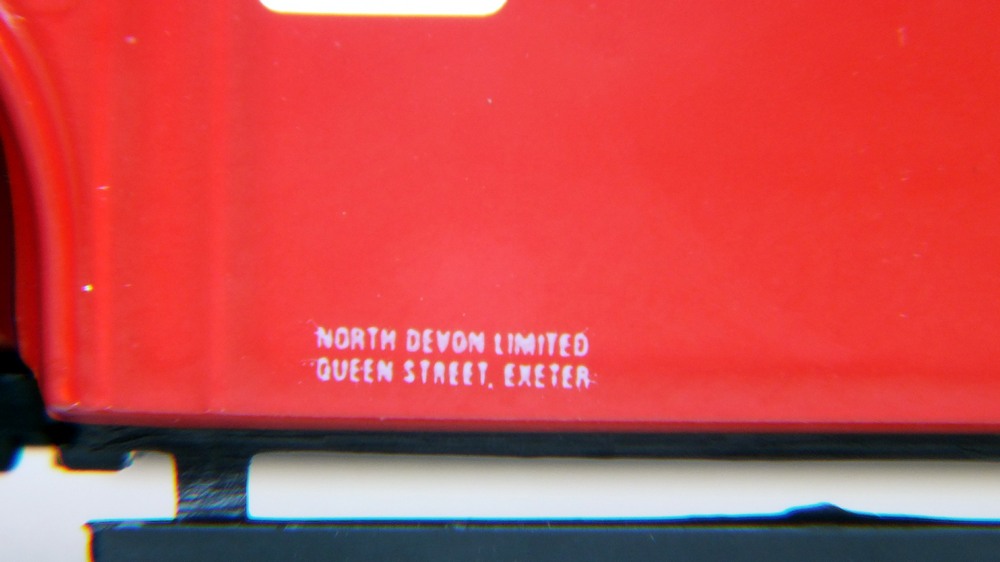 NORTH DEVON LIMITED
QUEEN STREET, EXETER